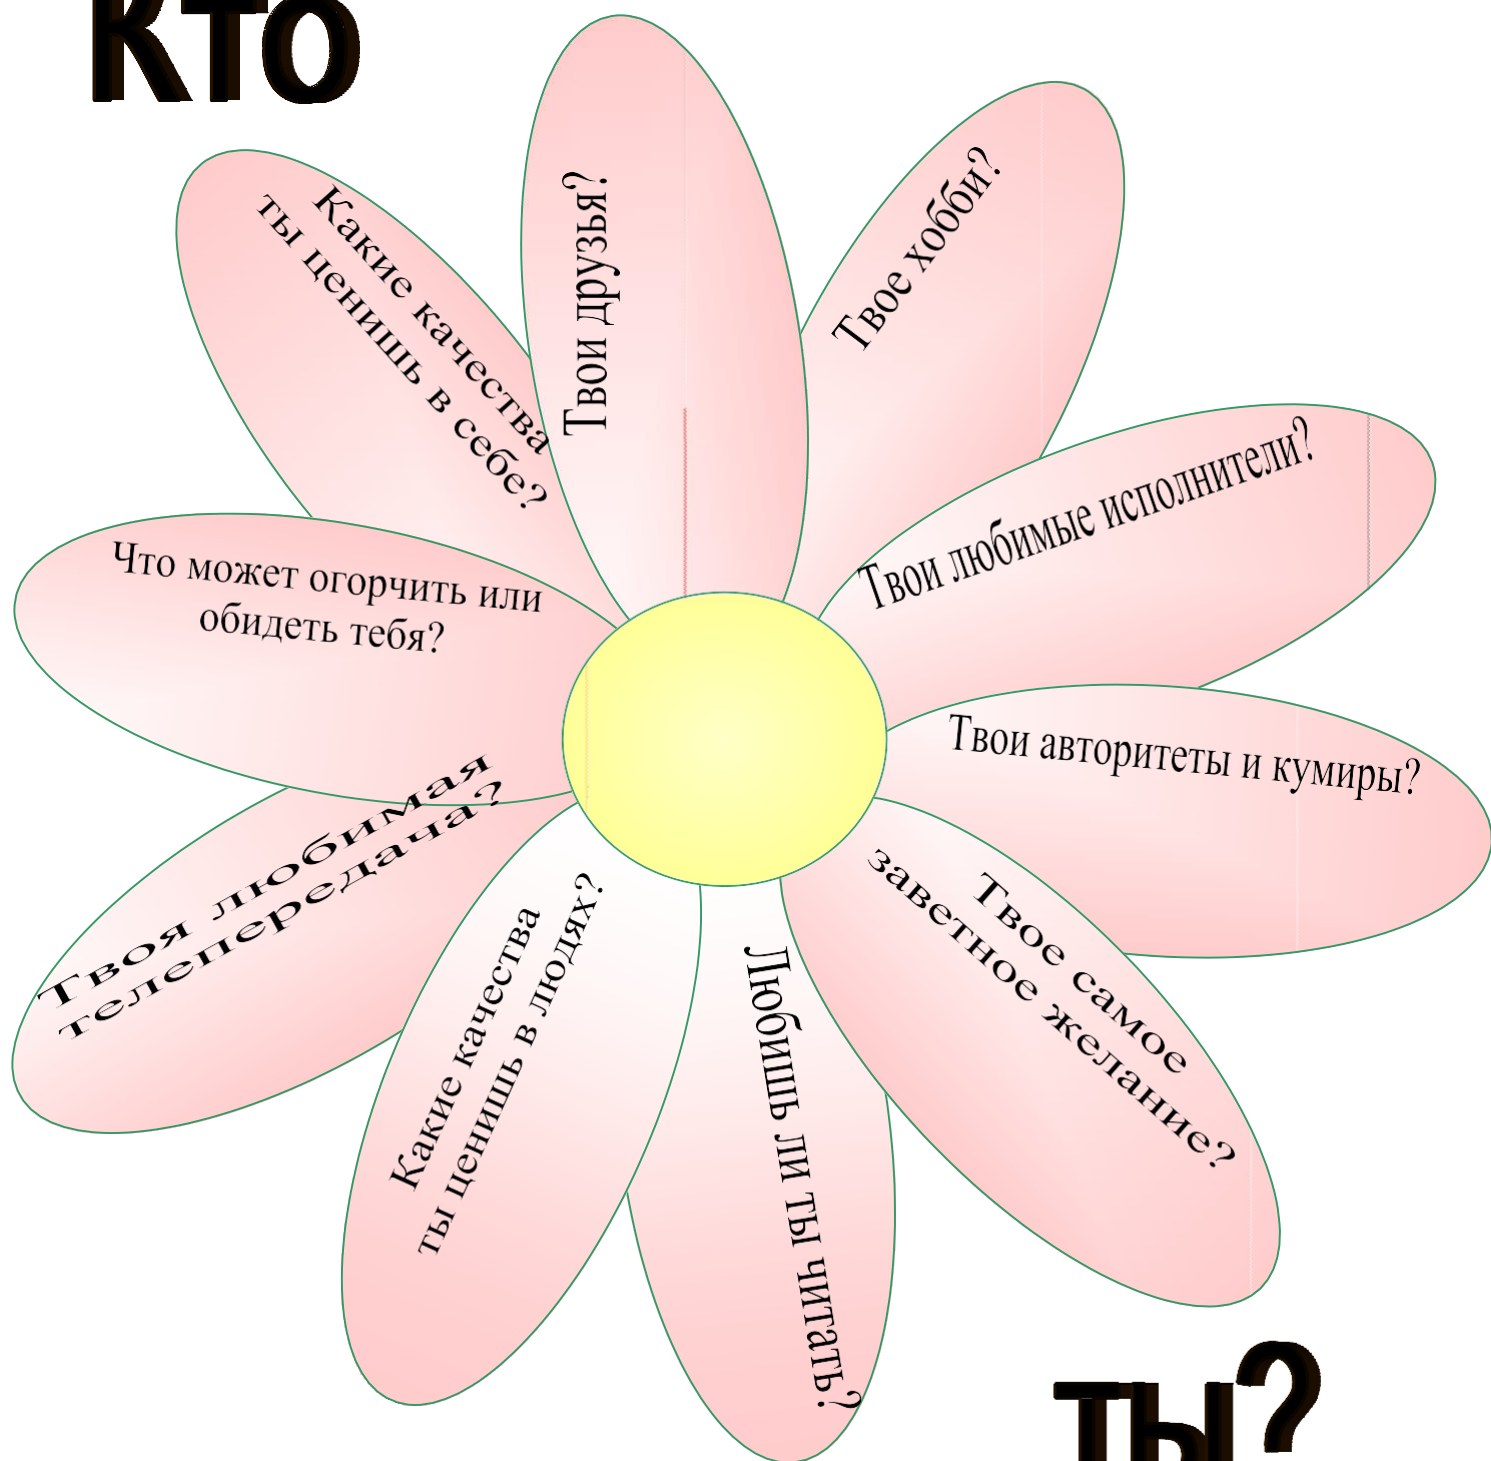 Кто
Твои друзья?
Твое хобби?
Твои любимые исполнители?
Твои авторитеты и кумиры?
Твое самое
заветное желание?
Любишь ли ты читать?
Какие качества
ты ценишь в людях?
Твоя любимая
телепередача?
Что может огорчить или
обидеть тебя?
Какие качества
ты ценишь в себе?
ты?